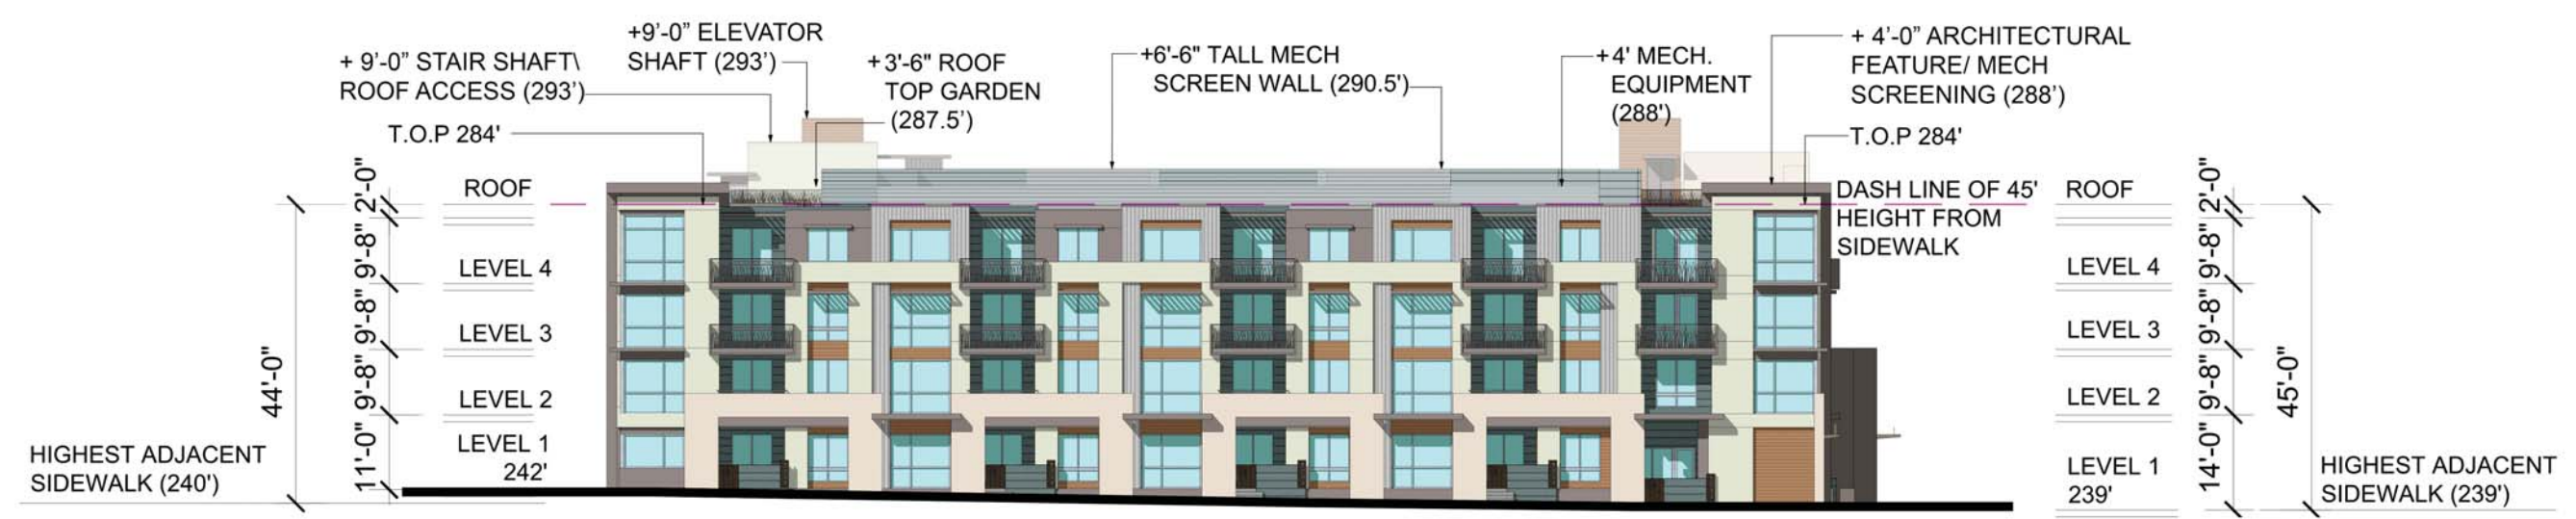 +9'-0" ELEVATOR
SHAFT (293')
+ 9'-0" STAIR SHAFT\
ROOF ACCESS (293')
+3'-6" ROOF
TOP GARDEN
(287.5')
+6'-6" TALL MECH
SCREEN WALL (290.5')
+4' MECH.
EQUIPMENT
(288')
+ 4'-0" ARCHITECTURAL
FEATURE/ MECH
SCREENING (288')
T.O.P 284'
T.O.P 284'
2'-0"
9'-8"
9'-8"
9'-8"
11'-0"
44'-0"
ROOF
LEVEL 4
LEVEL 3
LEVEL 2
LEVEL 1
242'
HIGHEST ADJACENT
SIDEWALK (240')
DASH LINE OF 45'
HEIGHT FROM
SIDEWALK
ROOF
LEVEL 4
LEVEL 3
LEVEL 2
LEVEL 1
239'
2'-0"
9'-8"
9'-8"
9'-8"
14'-0"
45'-0"
HIGHEST ADJACENT
SIDEWALK (239')